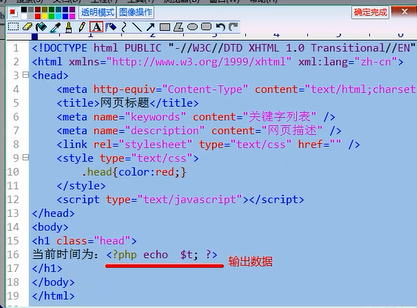 透明模式 图像操作
确定完成
1 <!DOCTYPE html PUBLIC "-//W3C//DTD XHTML 1.0 Transitional//EN"
2 <html xmlns="http://www.w3.org/1999/xhtml" xml:lang="zh-cn">
3 <head>
4 <meta http-equiv="Content-Type" content="text/html;charset
5 <title>网页标题</title>
6 <meta name="keywords" content="关键字列表" />
7 <meta name="description" content="网页描述" />
8 <link rel="stylesheet" type="text/css" href="" />
9 <style type="text/css">
10 .head{color:red;}
11 </style>
12 <script type="text/javascript"></script>
13 </head>
14 <body>
15 <h1 class="head">
16 当前时间为: <?php echo $t; ?>
输出数据
17 </h1>
18 </body>
19 </html>